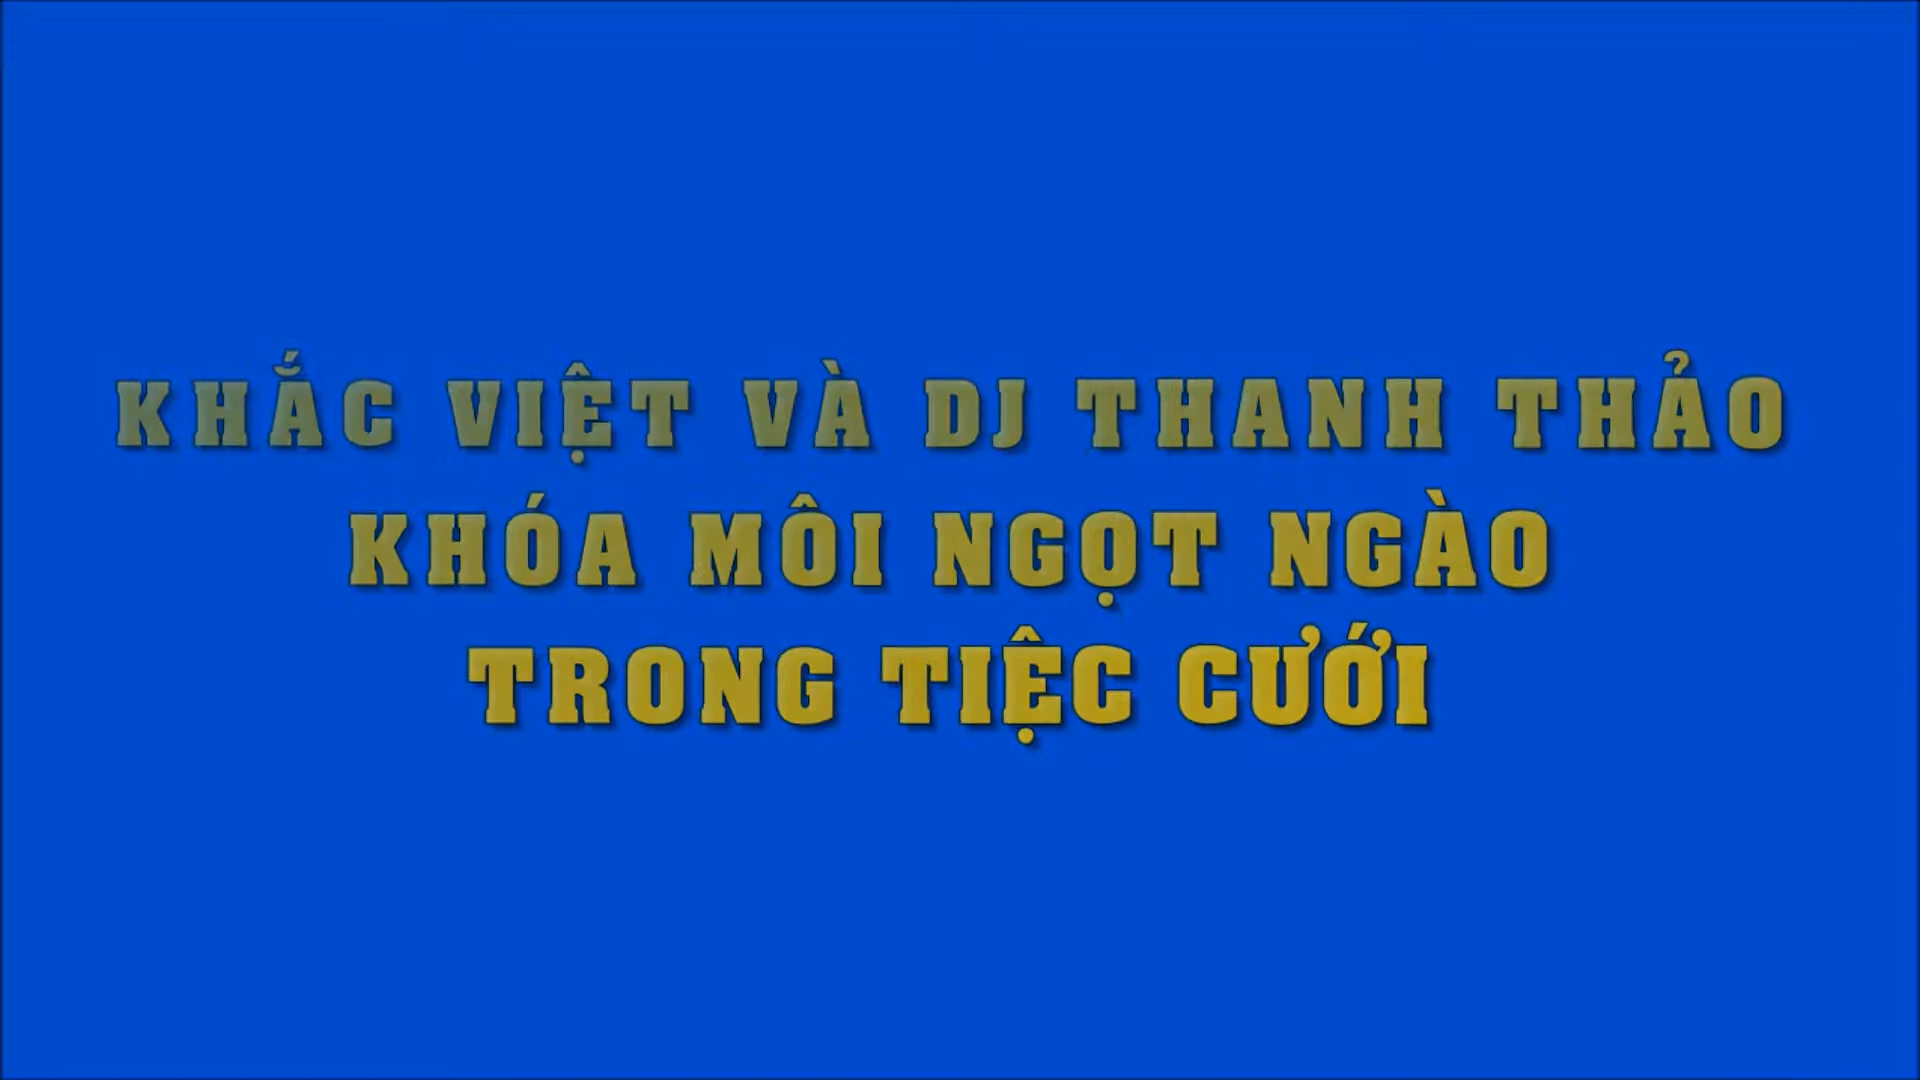 KHẮC VIỆT VÀ DJ THANH THẢO
KHÓA MÔI NGỌT NGÀO
TRONG TIỆC CƯỚI